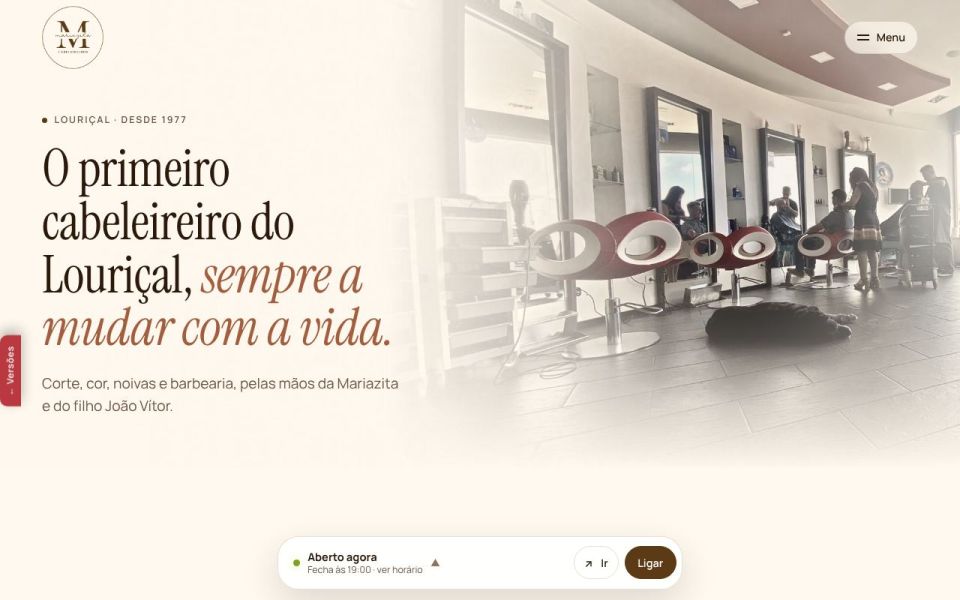 M
mariazita
Menu
LOURIÇAL · DESDE 1977
O primeiro
cabeleireiro do
Louriçal, sempre a
mudar com a vida.
← Versões
Corte, cor, noivas e barbearia, pelas mãos da Mariazita
e do filho João Vítor.
Aberto agora
Fecha às 19:00 · ver horário
Ir
Ligar